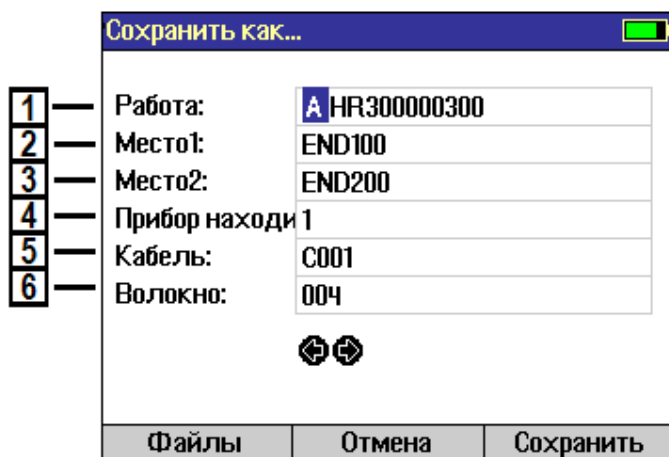 Сохранить как...
1 Работа: AHR300000300
2 Место1: END100
3 Место2: END200
4 Прибор находи 1
5 Кабель: C001
6 Волокно: 004
Файлы Отмена Сохранить